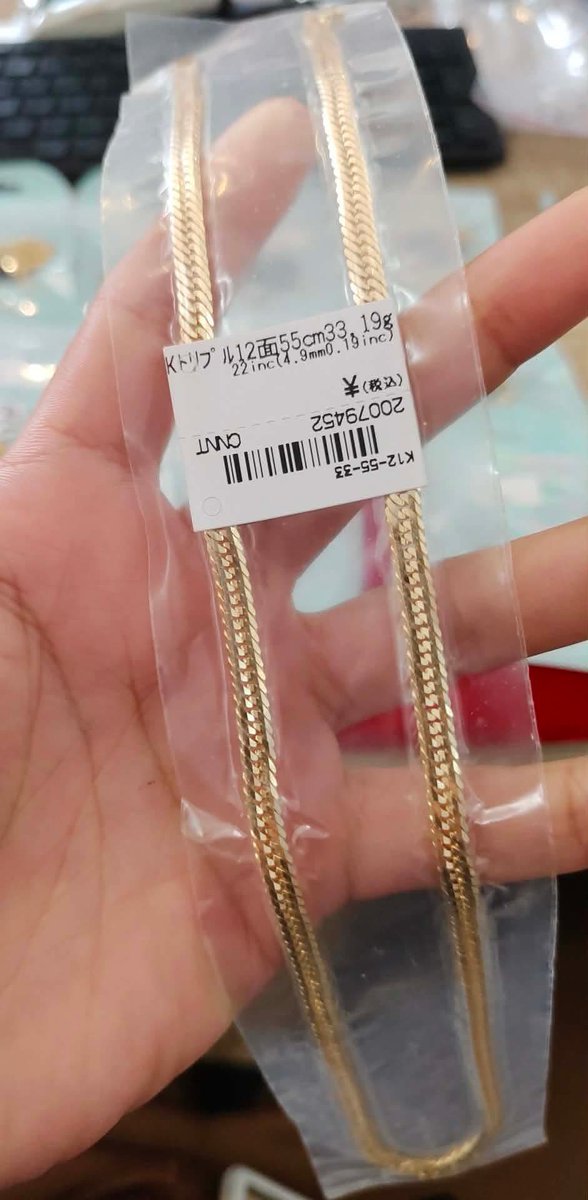 Kトリプル12面55cm33.19g
22inc(4.9mm0.19inc)
¥(税込)
20079452
CNNT
K12-55-33